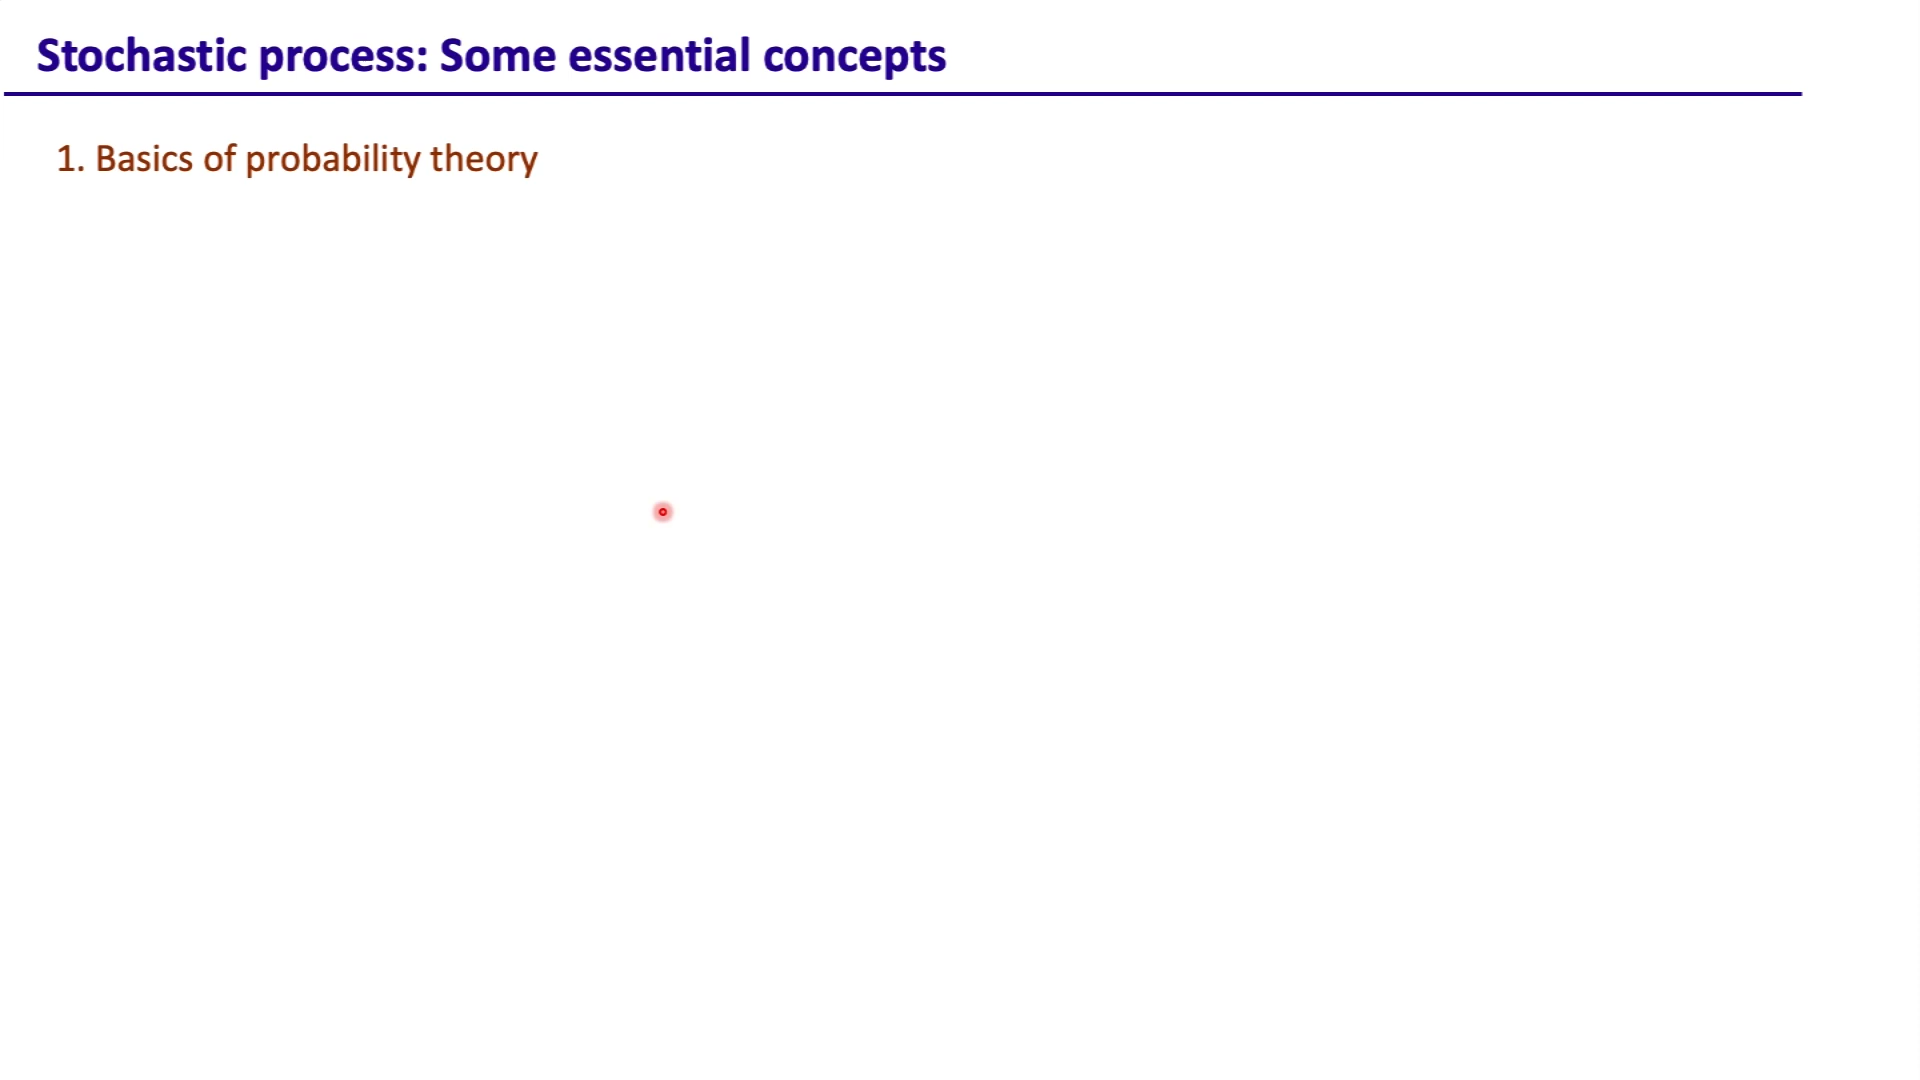 Stochastic process: Some essential concepts
1. Basics of probability theory